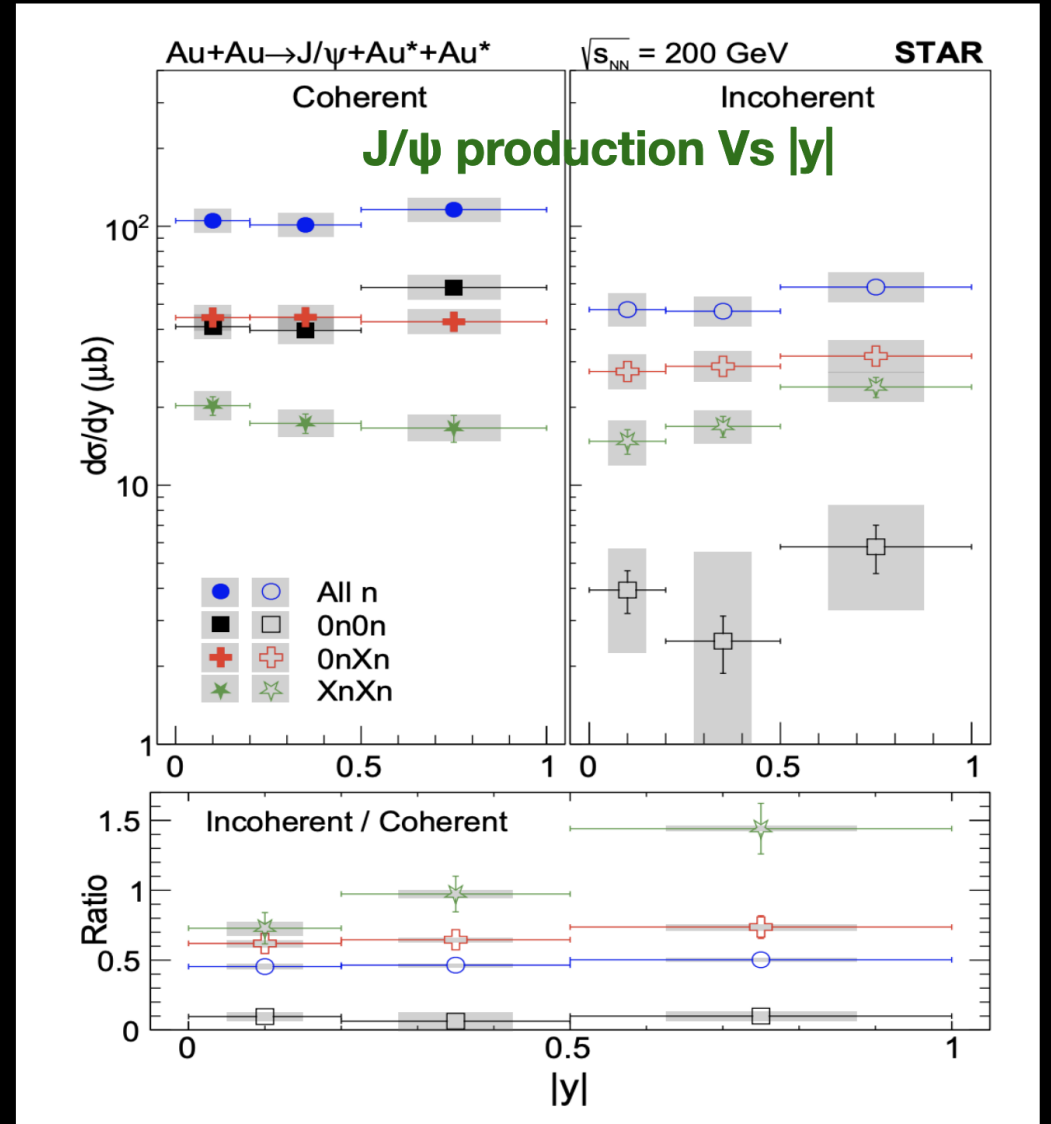 Au+Au→J/ψ+Au*+Au*
√s_NN = 200 GeV
STAR
Coherent
Incoherent
J/ψ production Vs |y|
dσ/dy (μb)
10²
10
1
All n
0n0n
0nXn
XnXn
0 0.5 1
0 0.5 1
Incoherent / Coherent
Ratio
1.5
1
0.5
0
0 0.5 1
|y|